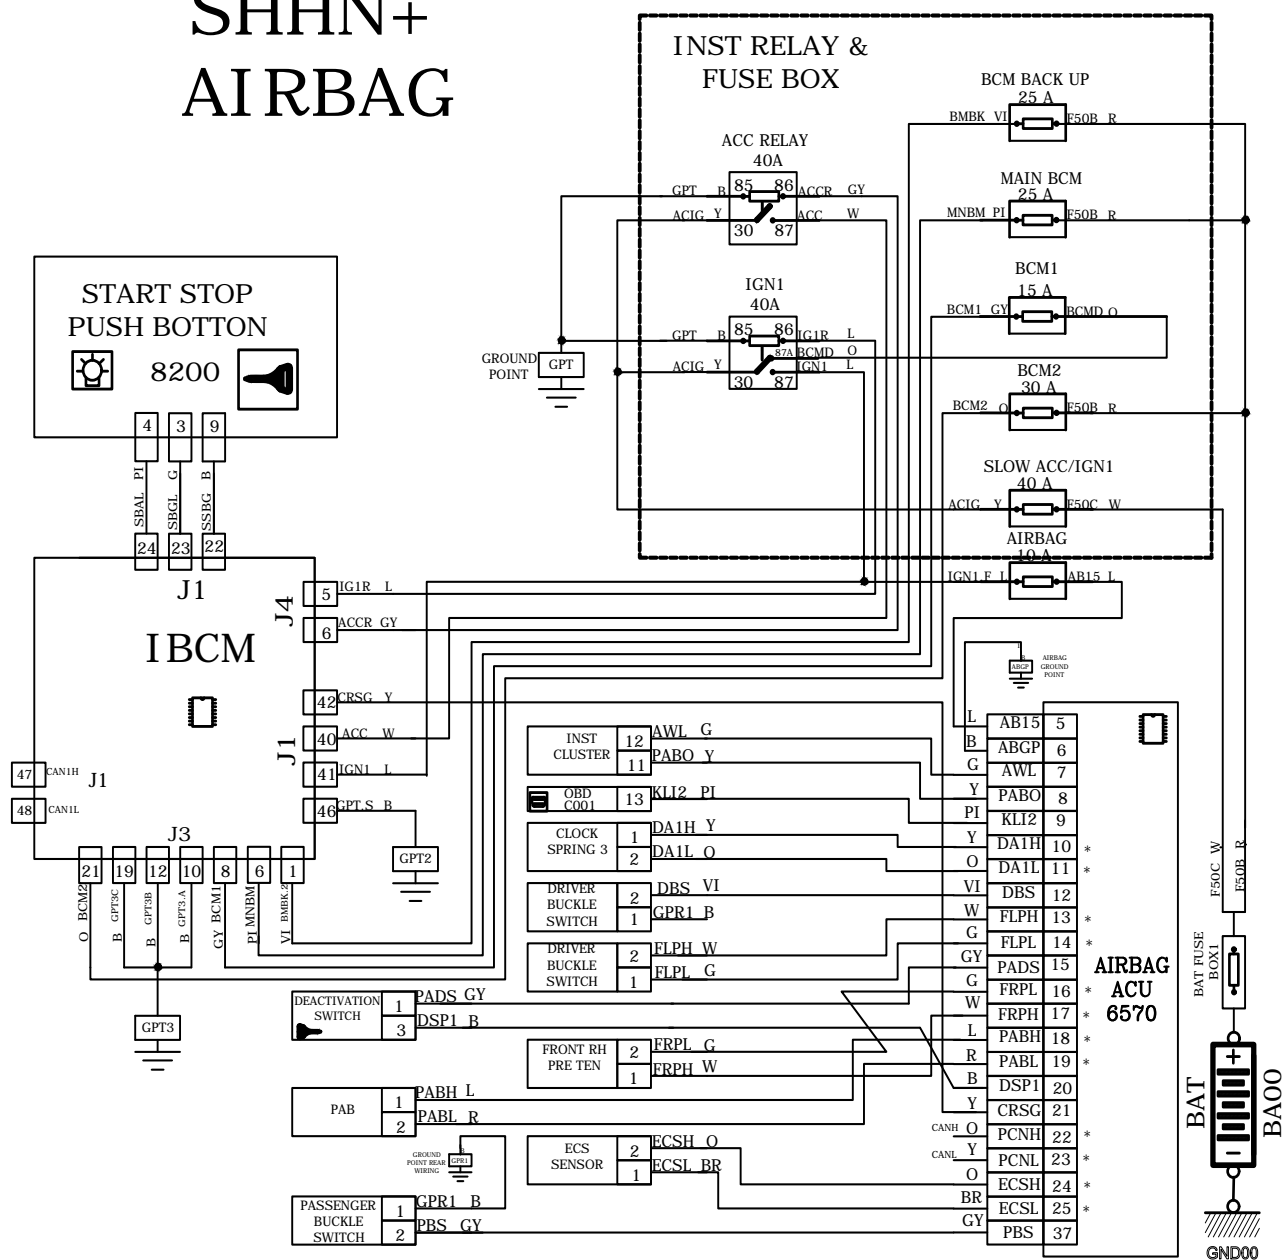 SHHN+
AIRBAG
INST RELAY &
FUSE BOX
ACC RELAY
40A
85 86
30 87
GPT B
ACCR GY
ACIG Y
ACC W
IGN1
40A
85 86
87A
30 87
GPT B
IG1R L
BCMD O
ACIG Y
IGN1 L
GROUND
POINT
GPT
BCM BACK UP
25 A
BMBK VI
F50B R
MAIN BCM
25 A
MNBM PI
F50B R
BCM1
15 A
BCM1 GY
BCMD O
BCM2
30 A
BCM2 O
F50B R
SLOW ACC/IGN1
40 A
ACIG Y
F50C W
AIRBAG
10 A
IGN1.F L
AB15 L
START STOP
PUSH BOTTON
8200
4 3 9
SBAL PI
SBGL G
SSBG B
24 23 22
J1
IBCM
J4
5 IG1R L
6 ACCR GY
42 CRSG Y
J1
40 ACC W
41 IGN1 L
46 GPT.S B
GPT2
47 CAN1H
J1
48 CAN1L
J3
21 19 12 10 8 6 1
O BCM2
B GPT3C
B GPT3B
B GPT3.A
GY BCM1
PI MNBM
VI BMBK.2
GPT3
ABGP
AIRBAG
GROUND
POINT
INST
CLUSTER
12 AWL G
11 PABO Y
OBD
C001
13 KLI2 PI
CLOCK
SPRING 3
1 DA1H Y
2 DA1L O
DRIVER
BUCKLE
SWITCH
2 DBS VI
1 GPR1 B
DRIVER
BUCKLE
SWITCH
2 FLPH W
1 FLPL G
DEACTIVATION
SWITCH
1 PADS GY
3 DSP1 B
FRONT RH
PRE TEN
2 FRPL G
1 FRPH W
PAB
1 PABH L
2 PABL R
GROUND
POINT REAR
WIRING
GPR1
ECS
SENSOR
2 ECSH O
1 ECSL BR
PASSENGER
BUCKLE
SWITCH
1 GPR1 B
2 PBS GY
L AB15 5
B ABGP 6
G AWL 7
Y PABO 8
PI KLI2 9
Y DA1H 10 *
O DA1L 11 *
VI DBS 12
W FLPH 13 *
G FLPL 14 *
GY PADS 15
G FRPL 16 *
W FRPH 17 *
L PABH 18 *
R PABL 19 *
B DSP1 20
Y CRSG 21
CANH O PCNH 22 *
CANL Y PCNL 23 *
O ECSH 24 *
BR ECSL 25 *
GY PBS 37
AIRBAG
ACU
6570
F50C W
F50B R
BAT FUSE
BOX1
BAT
+
−
BA00
GND00